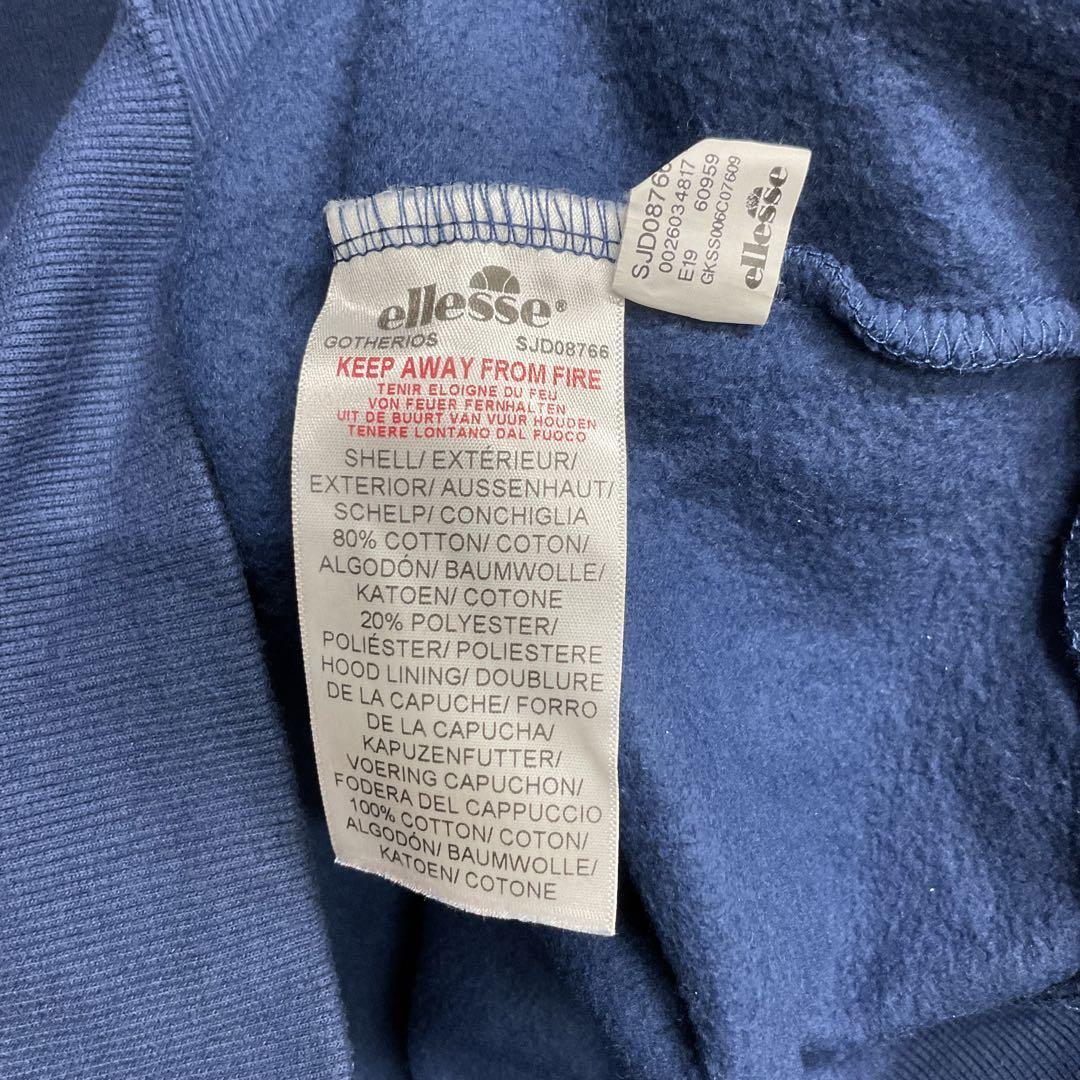 ellesse®
GOTHERIOS SJD08766
KEEP AWAY FROM FIRE
TENIR ELOIGNE DU FEU
VON FEUER FERNHALTEN
UIT DE BUURT VAN VUUR HOUDEN
TENERE LONTANO DAL FUOCO
SHELL/ EXTÉRIEUR/
EXTERIOR/ AUSSENHAUT/
SCHELP/ CONCHIGLIA
80% COTTON/ COTON/
ALGODÓN/ BAUMWOLLE/
KATOEN/ COTONE
20% POLYESTER/
POLIÉSTER/ POLIESTERE
HOOD LINING/ DOUBLURE
DE LA CAPUCHE/ FORRO
DE LA CAPUCHA/
KAPUZENFUTTER/
VOERING CAPUCHON/
FODERA DEL CAPPUCCIO
100% COTTON/ COTON/
ALGODÓN/ BAUMWOLLE/
KATOEN/ COTONE
SJD08766
0026034817
E19 60959
GKSS006C07609
ellesse